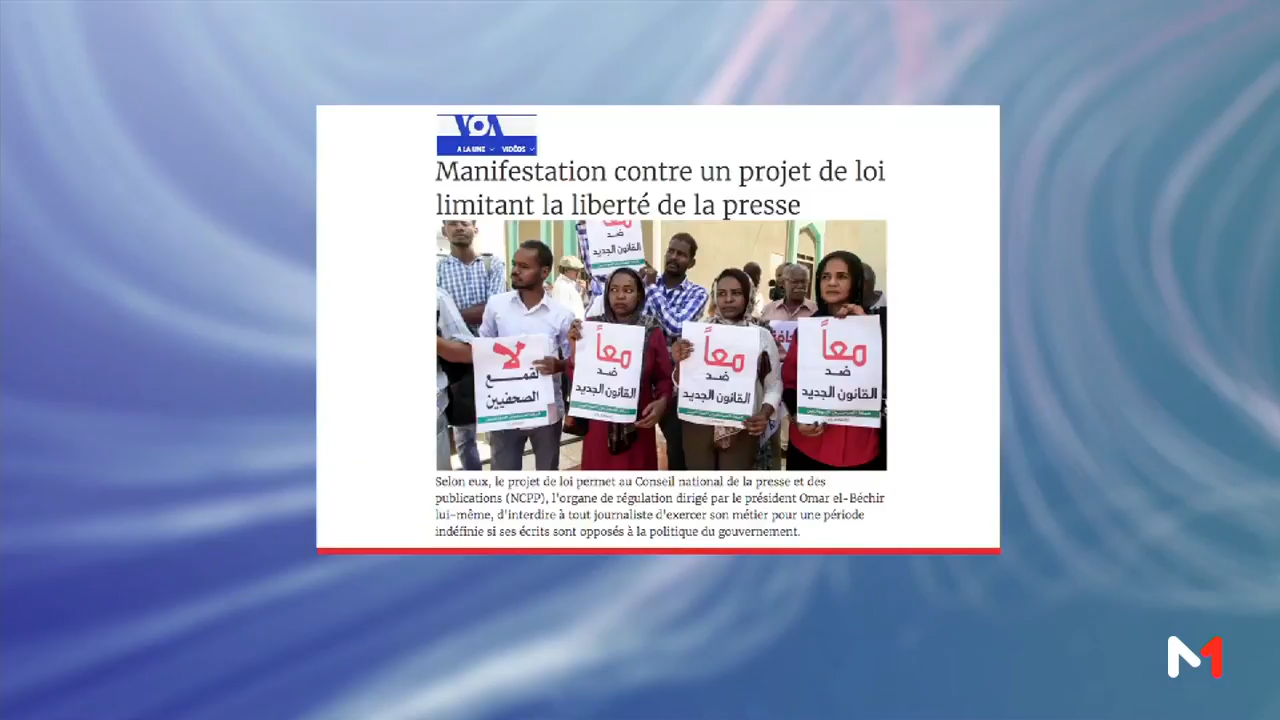 VOA
A LA UNE VIDÉOS
Manifestation contre un projet de loi
limitant la liberté de la presse
معاً
ضد
القانون الجديد
لا
لقمـــع
الصحفيين
معاً
ضد
القانون الجديد
معاً
ضد
القانون الجديد
معاً
ضد
القانون الجديد
Selon eux, le projet de loi permet au Conseil national de la presse et des
publications (NCPP), l'organe de régulation dirigé par le président Omar el-Béchir
lui-même, d'interdire à tout journaliste d'exercer son métier pour une période
indéfinie si ses écrits sont opposés à la politique du gouvernement.
M1